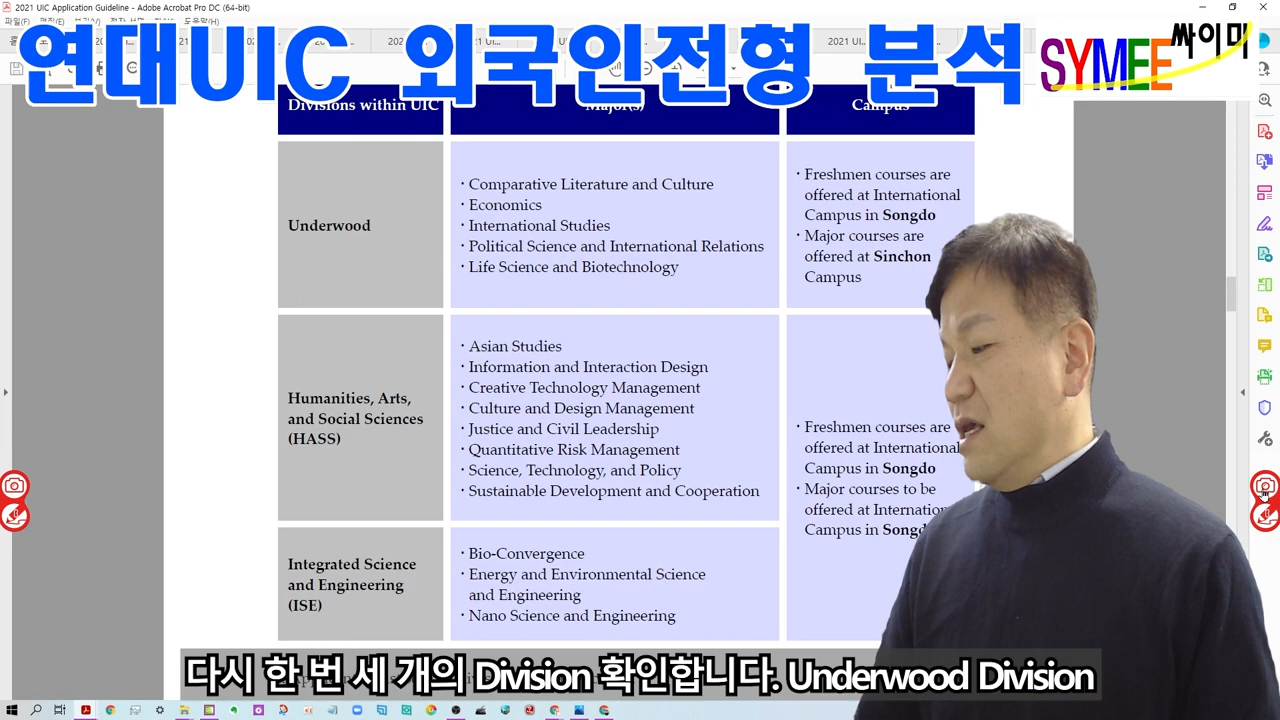 2021 UIC Application Guideline - Adobe Acrobat Pro DC (64-bit)
연대UIC 외국인전형 분석
SYMEE 싸이미
Divisions within UIC
Major(s)
Campus
Underwood
· Comparative Literature and Culture
· Economics
· International Studies
· Political Science and International Relations
· Life Science and Biotechnology
· Freshmen courses are
offered at International
Campus in Songdo
· Major courses are
offered at Sinchon
Campus
Humanities, Arts,
and Social Sciences
(HASS)
· Asian Studies
· Information and Interaction Design
· Creative Technology Management
· Culture and Design Management
· Justice and Civil Leadership
· Quantitative Risk Management
· Science, Technology, and Policy
· Sustainable Development and Cooperation
· Freshmen courses are
offered at International
Campus in Songdo
· Major courses to be
offered at Internation
Campus in Songd
Integrated Science
and Engineering
(ISE)
· Bio-Convergence
· Energy and Environmental Science
and Engineering
· Nano Science and Engineering
다시 한 번 세 개의 Division 확인합니다. Underwood Division